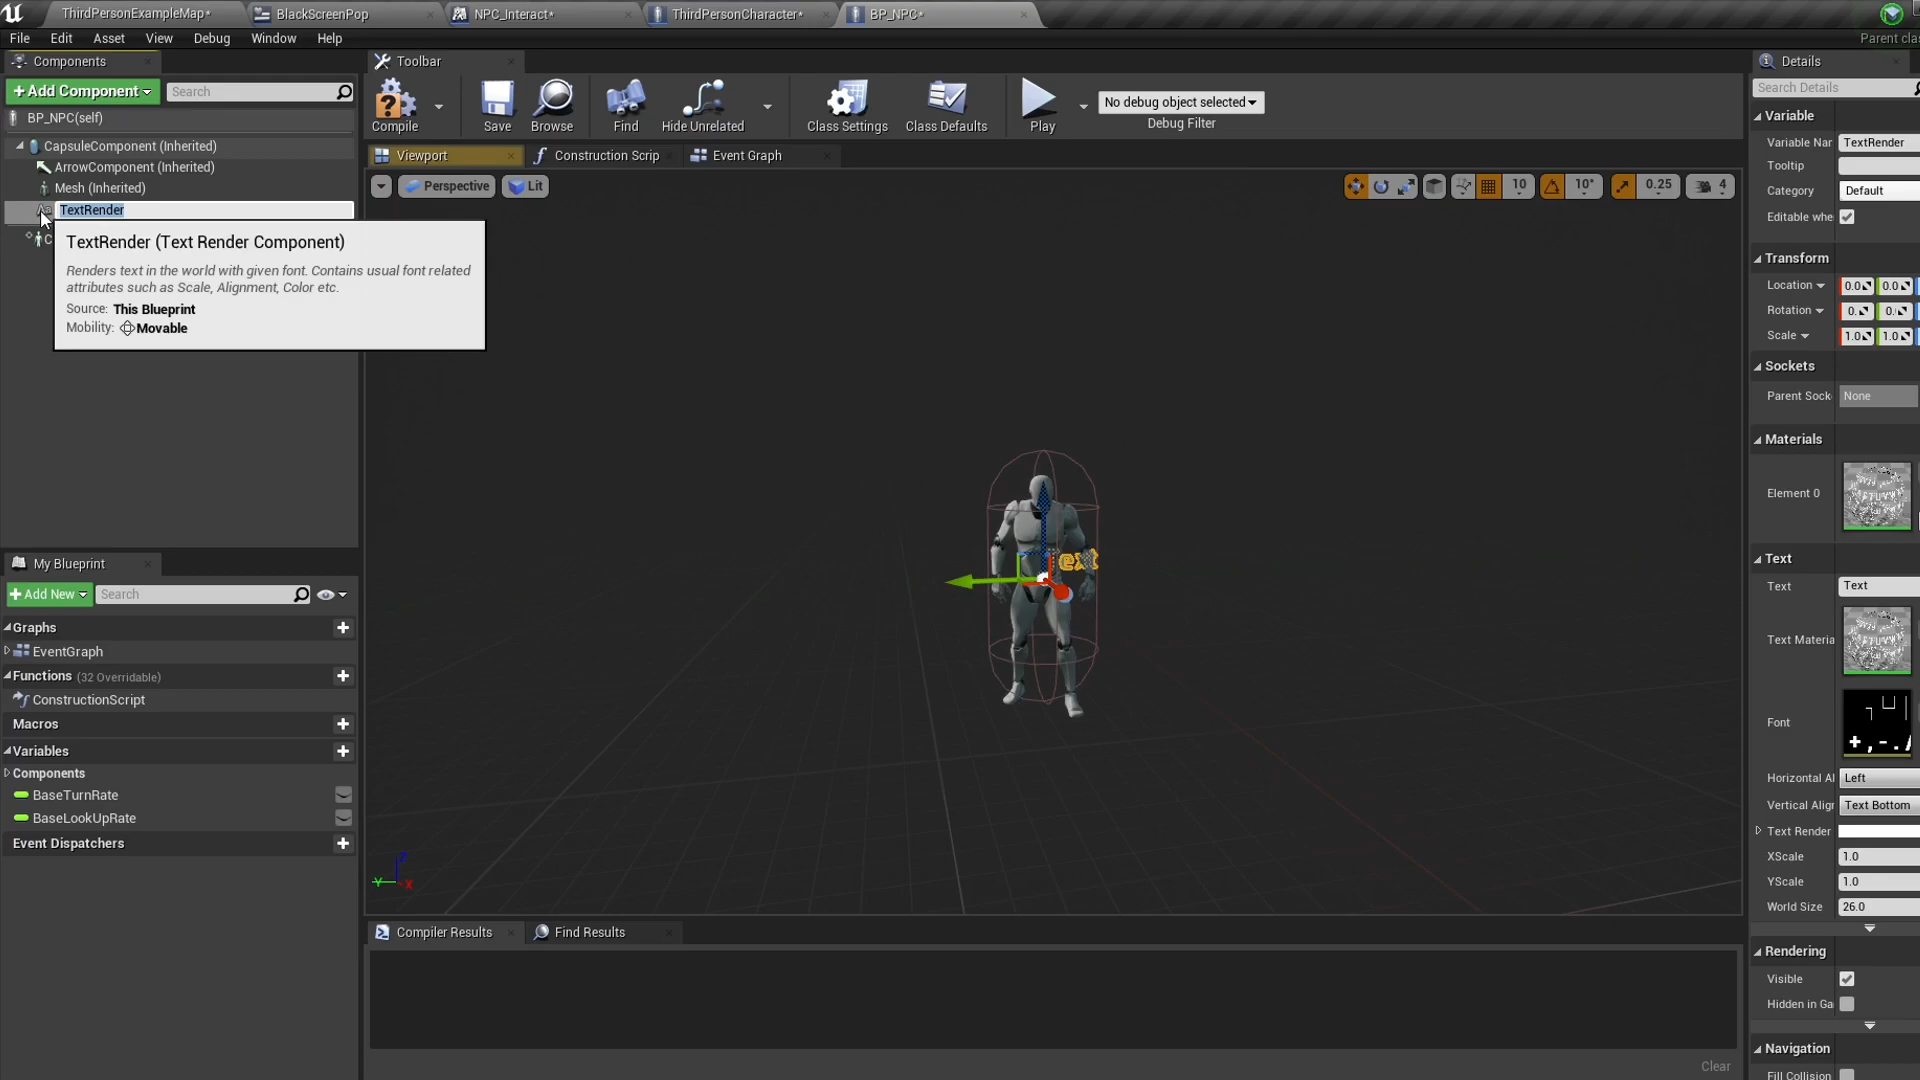 ThirdPersonExampleMap*
BlackScreenPop
NPC_Interact*
ThirdPersonCharacter*
BP_NPC*
File
Edit
Asset
View
Debug
Window
Help
Parent cla
Components
Toolbar
Details
+Add Component
Search
BP_NPC(self)
CapsuleComponent (Inherited)
ArrowComponent (Inherited)
Mesh (Inherited)
TextRender
C
TextRender (Text Render Component)
Renders text in the world with given font. Contains usual font related
attributes such as Scale, Alignment, Color etc.
Source: This Blueprint
Mobility: Movable
Compile
Save
Browse
Find
Hide Unrelated
Class Settings
Class Defaults
Play
No debug object selected
Debug Filter
Viewport
Construction Scrip
Event Graph
Perspective
Lit
10
10°
0.25
4
ext
Z
Y
X
My Blueprint
+Add New
Search
Graphs
EventGraph
Functions (32 Overridable)
ConstructionScript
Macros
Variables
Components
BaseTurnRate
BaseLookUpRate
Event Dispatchers
Compiler Results
Find Results
Clear
Search Details
Variable
Variable Nar TextRender
Tooltip
Category Default
Editable whe
Transform
Location 0.0 0.0
Rotation 0. 0.
Scale 1.0 1.0
Sockets
Parent Sock None
Materials
Element 0
Text
Text Text
Text Materia
Font
Horizontal Al Left
Vertical Aligr Text Bottom
Text Render
XScale 1.0
YScale 1.0
World Size 26.0
Rendering
Visible
Hidden in Ga
Navigation
Fill Collision